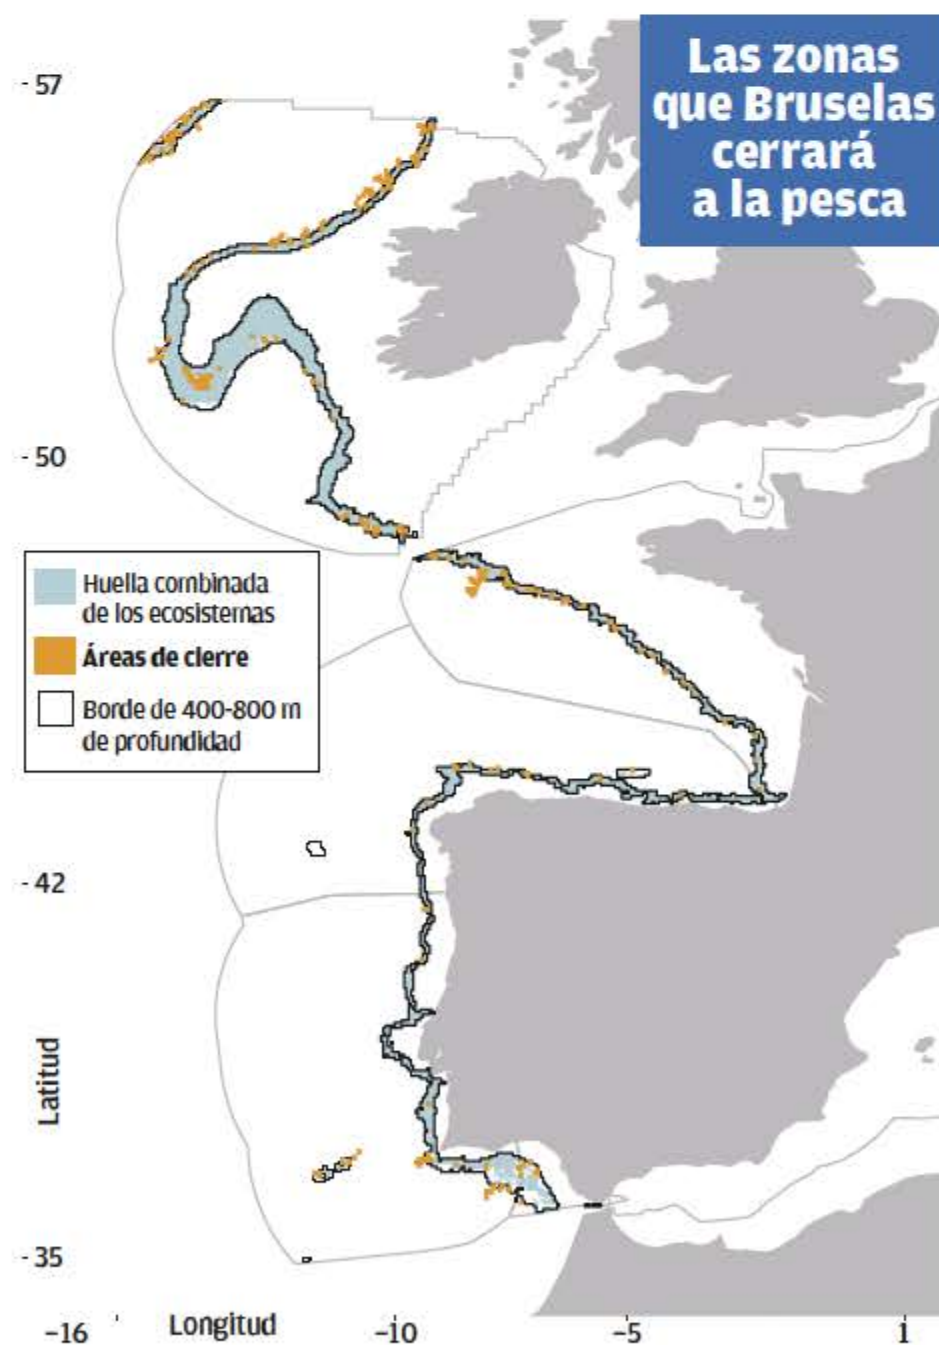 Las zonas
que Bruselas
cerrará
a la pesca
- 57
- 50
Huella combinada
de los ecosistemas
Áreas de cierre
Borde de 400-800 m
de profundidad
- 42
Latitud
- 35
-16
Longitud
-10
-5
1